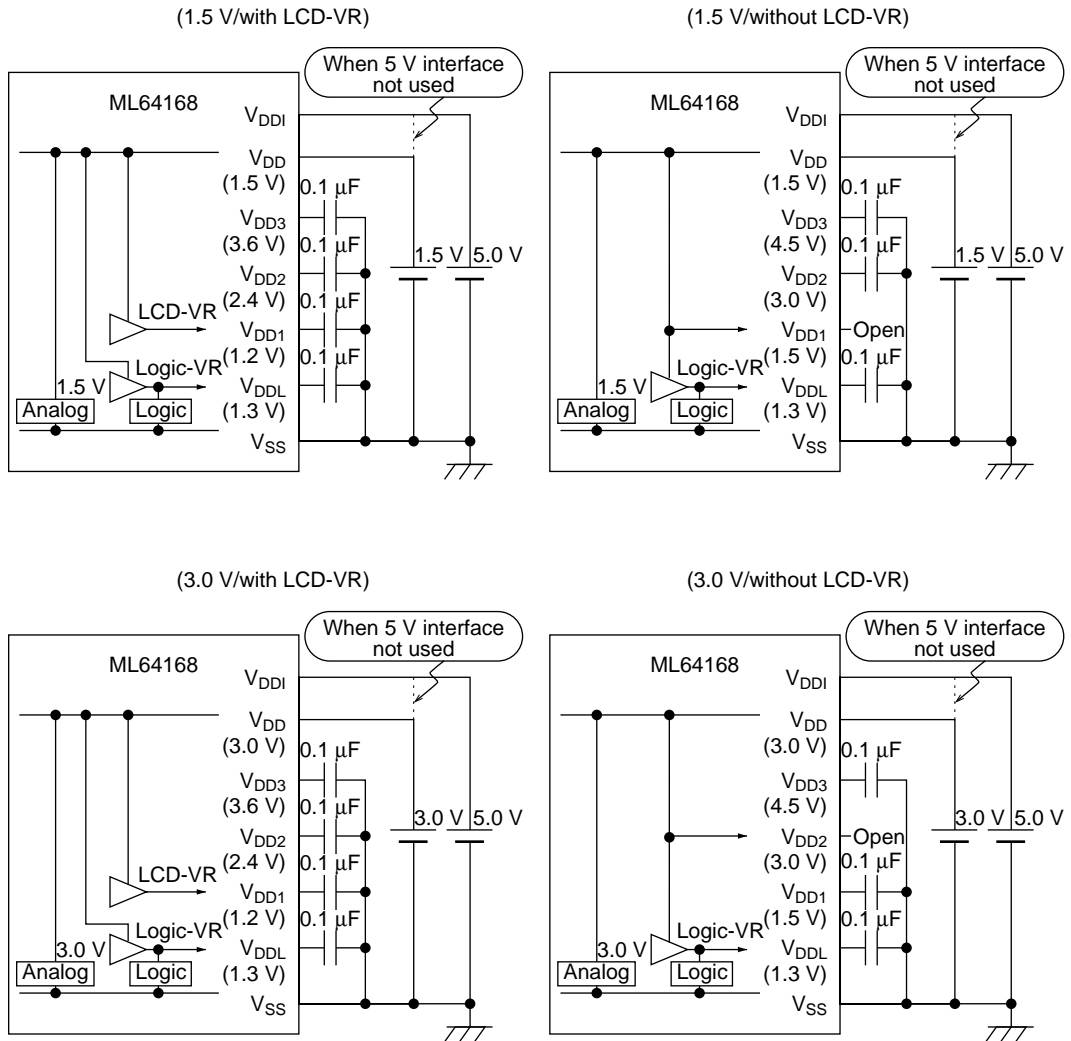 (1.5 V/with LCD-VR)
When 5 V interface
not used
ML64168
VDDI
VDD
(1.5 V)
0.1 μF
VDD3
(3.6 V)
0.1 μF
VDD2
(2.4 V)
0.1 μF
1.5 V
5.0 V
LCD-VR
VDD1
(1.2 V)
0.1 μF
Logic-VR
1.5 V
VDDL
(1.3 V)
Analog
Logic
VSS
(1.5 V/without LCD-VR)
When 5 V interface
not used
ML64168
VDDI
VDD
(1.5 V)
0.1 μF
VDD3
(4.5 V)
0.1 μF
VDD2
(3.0 V)
1.5 V
5.0 V
VDD1
Open
(1.5 V)
0.1 μF
Logic-VR
1.5 V
VDDL
(1.3 V)
Analog
Logic
VSS
(3.0 V/with LCD-VR)
When 5 V interface
not used
ML64168
VDDI
VDD
(3.0 V)
0.1 μF
VDD3
(3.6 V)
0.1 μF
VDD2
(2.4 V)
0.1 μF
3.0 V
5.0 V
LCD-VR
VDD1
(1.2 V)
0.1 μF
Logic-VR
3.0 V
VDDL
(1.3 V)
Analog
Logic
VSS
(3.0 V/without LCD-VR)
When 5 V interface
not used
ML64168
VDDI
VDD
(3.0 V)
0.1 μF
VDD3
(4.5 V)
3.0 V
5.0 V
VDD2
Open
(3.0 V)
0.1 μF
VDD1
(1.5 V)
0.1 μF
Logic-VR
3.0 V
VDDL
(1.3 V)
Analog
Logic
VSS